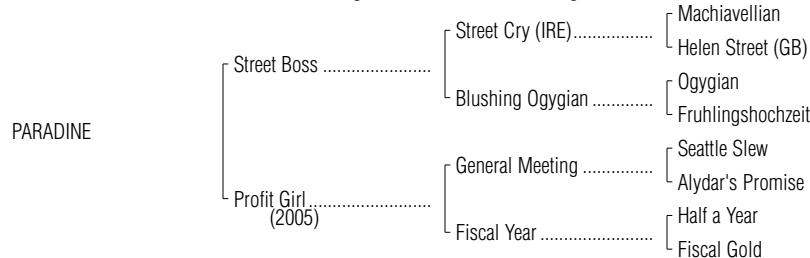 Machiavellian
Street Cry (IRE)
Helen Street (GB)
Street Boss
Ogygian
Blushing Ogygian
Fruhlingshochzeit
PARADINE
Seattle Slew
General Meeting
Alydar's Promise
Profit Girl
(2005)
Half a Year
Fiscal Year
Fiscal Gold